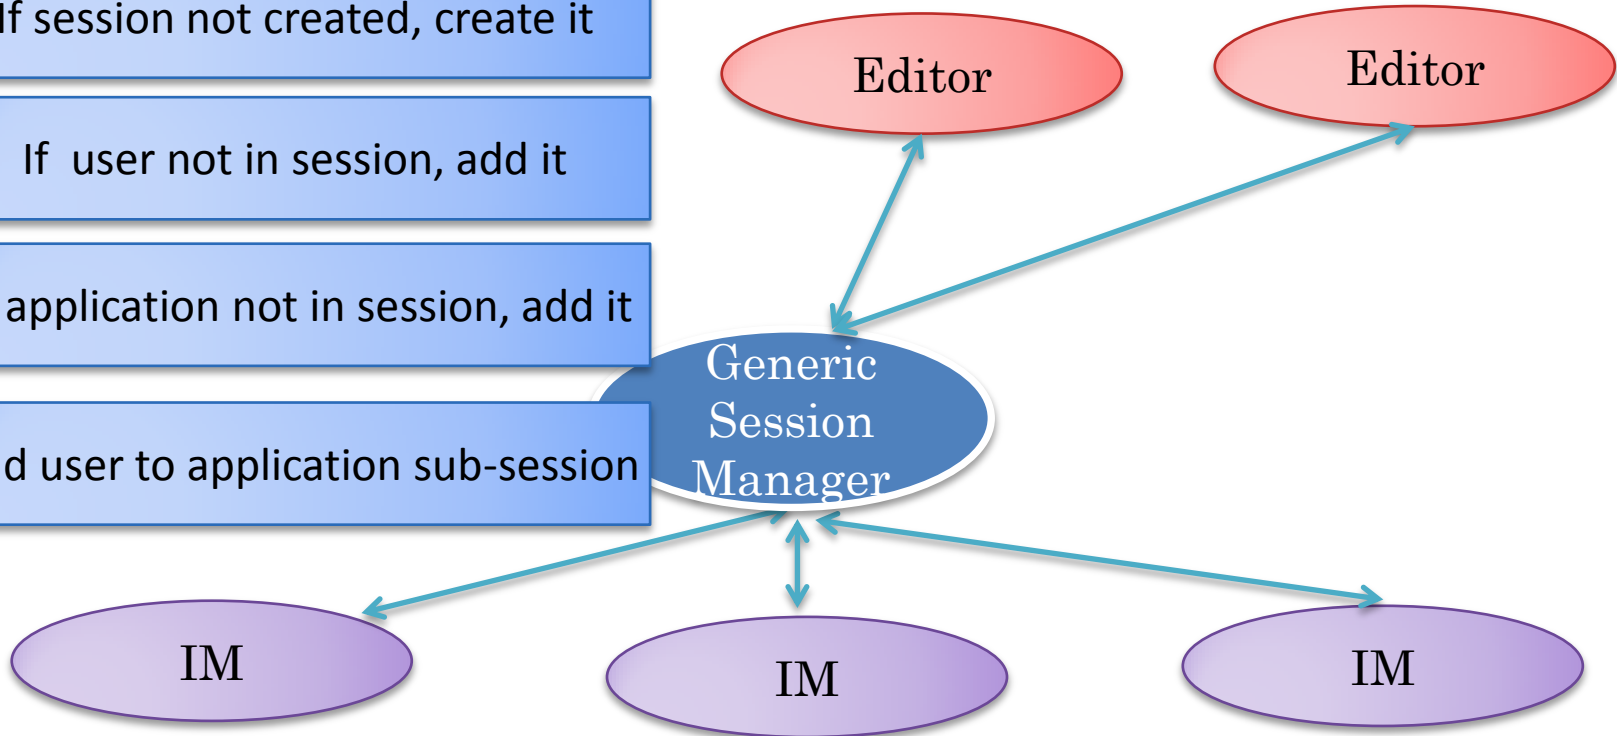 If session not created, create it
Editor
Editor
If user not in session, add it
application not in session, add it
Generic
Session
Manager
d user to application sub-session
IM
IM
IM